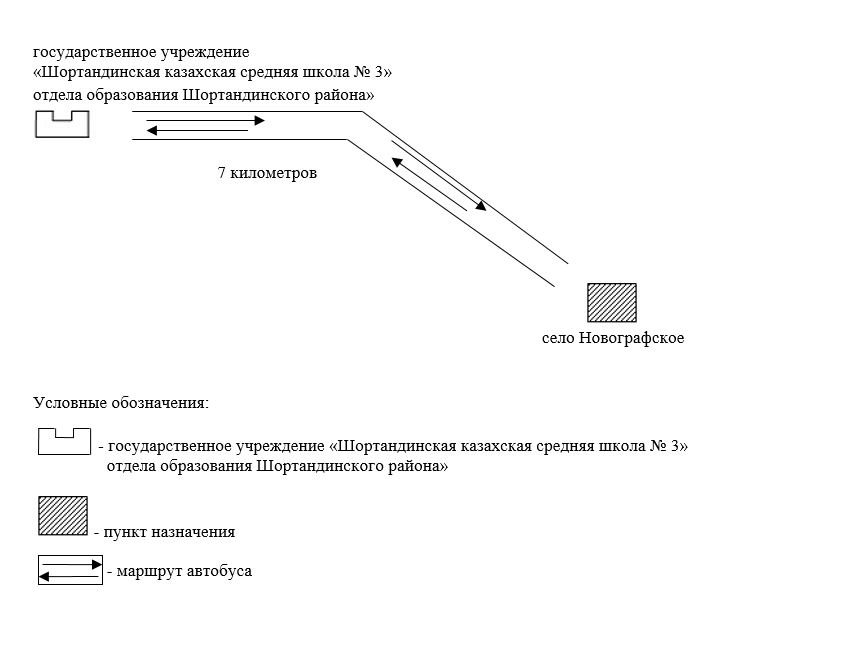 государственное учреждение
«Шортандинская казахская средняя школа № 3»
отдела образования Шортандинского района»
7 километров
село Новографское
Условные обозначения:
- государственное учреждение «Шортандинская казахская средняя школа № 3»
отдела образования Шортандинского района»
- пункт назначения
- маршрут автобуса